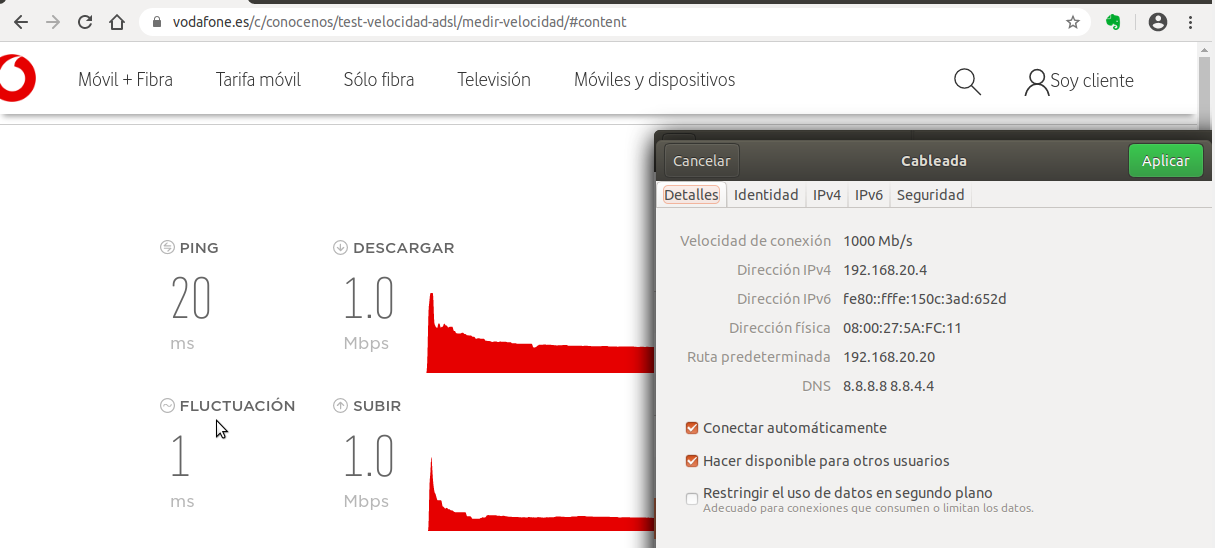 vodafone.es/c/conocenos/test-velocidad-adsl/medir-velocidad/#content
Móvil + Fibra Tarifa móvil Sólo fibra Televisión Móviles y dispositivos Soy cliente
PING
20
ms
DESCARGAR
1.0
Mbps
FLUCTUACIÓN
1
ms
SUBIR
1.0
Mbps
Cancelar Cableada Aplicar
Detalles Identidad IPv4 IPv6 Seguridad
Velocidad de conexión 1000 Mb/s
Dirección IPv4 192.168.20.4
Dirección IPv6 fe80::fffe:150c:3ad:652d
Dirección física 08:00:27:5A:FC:11
Ruta predeterminada 192.168.20.20
DNS 8.8.8.8 8.8.4.4
Conectar automáticamente
Hacer disponible para otros usuarios
Restringir el uso de datos en segundo plano
Adecuado para conexiones que consumen o limitan los datos.